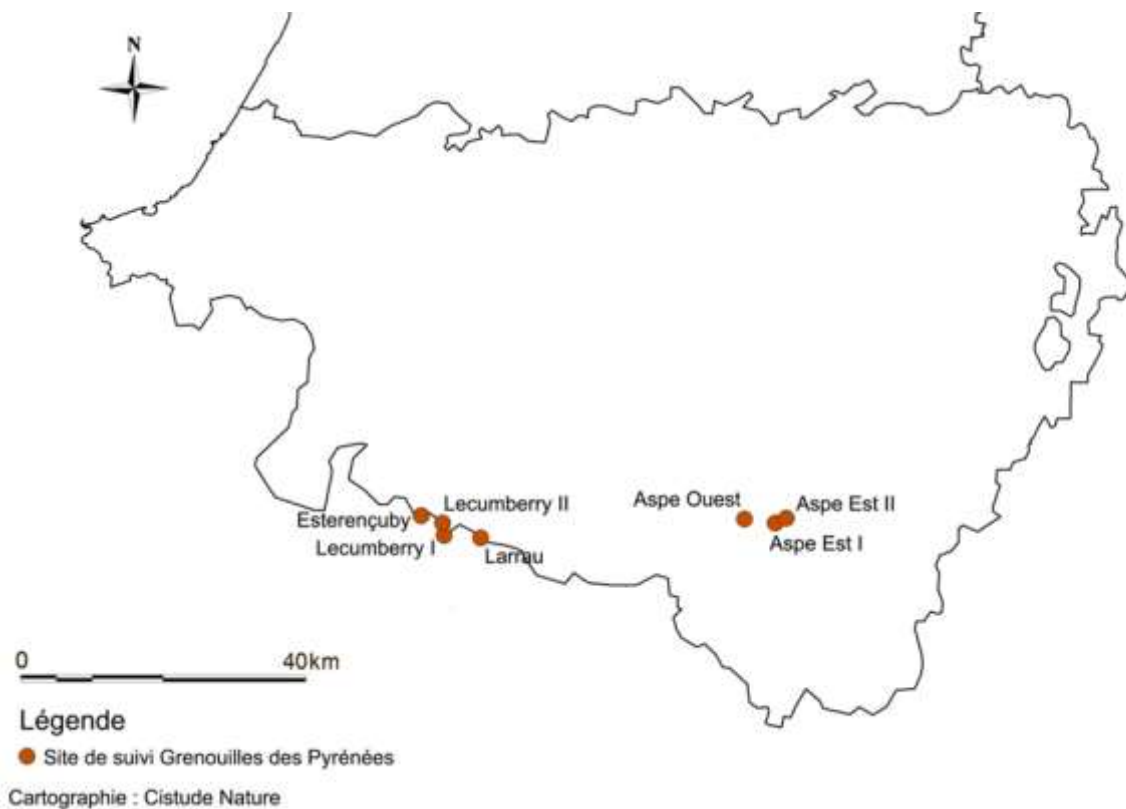 N
Aspe Ouest
Aspe Est II
Lecumberry II
Esterençuby
Aspe Est I
Lecumberry I
Larrau
0 40km
Légende
Site de suivi Grenouilles des Pyrénées
Cartographie : Cistude Nature